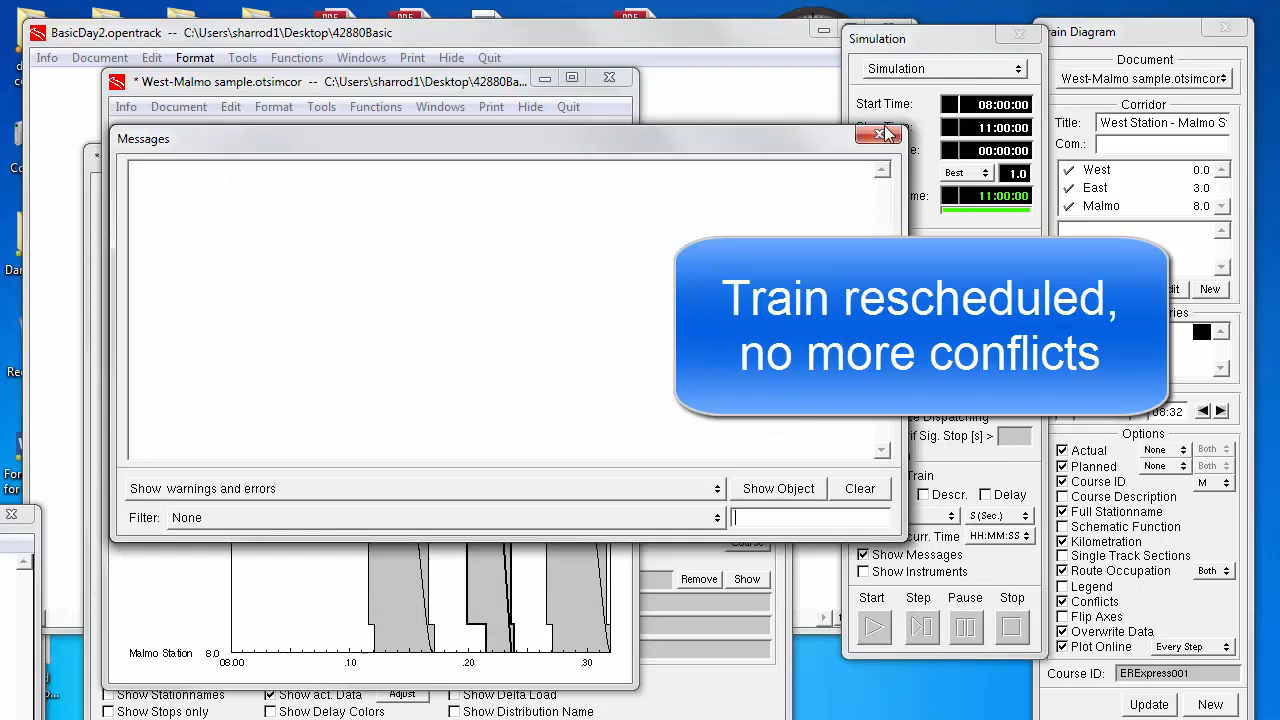 BasicDay2.opentrack -- C:\Users\sharrod1\Desktop\42880Basic
Info Document Format Tools Functions Windows Print Hide Quit
* West-Malmo sample.otsimcor -- C:\Users\sharrod1\Desktop\42880Ba...
Info Document Edit Format Tools Functions Windows Print Hide Quit
Messages
Show warnings and errors
Show Object
Clear
Filter: None
Train rescheduled,
no more conflicts
Simulation
Simulation
Start Time: 08:00:00
11:00:00
00:00:00
Best 1.0
11:00:00
if Sig. Stop [s] >
Train
Descr. Delay
S (Sec.)
Time HH:MM:SS
Show Messages
Show Instruments
Start Step Pause Stop
Train Diagram
Document
West-Malmo sample.otsimcor
Corridor
Title: West Station - Malmo S
Com.:
West 0.0
East 3.0
Malmo 8.0
New
Options
Actual None Both
Planned None Both
Course ID M
Course Description
Full Stationname
Schematic Function
Kilometration
Single Track Sections
Route Occupation Both
Legend
Conflicts
Flip Axes
Overwrite Data
Plot Online Every Step
Course ID: ERExpress001
Update New
Remove Show
Malmo Station 8.0
08.00 .10 .20 30
Show Stationnames Show act. Data Adjust Show Delta Load
Show Stops only Show Delay Colors Show Distribution Name